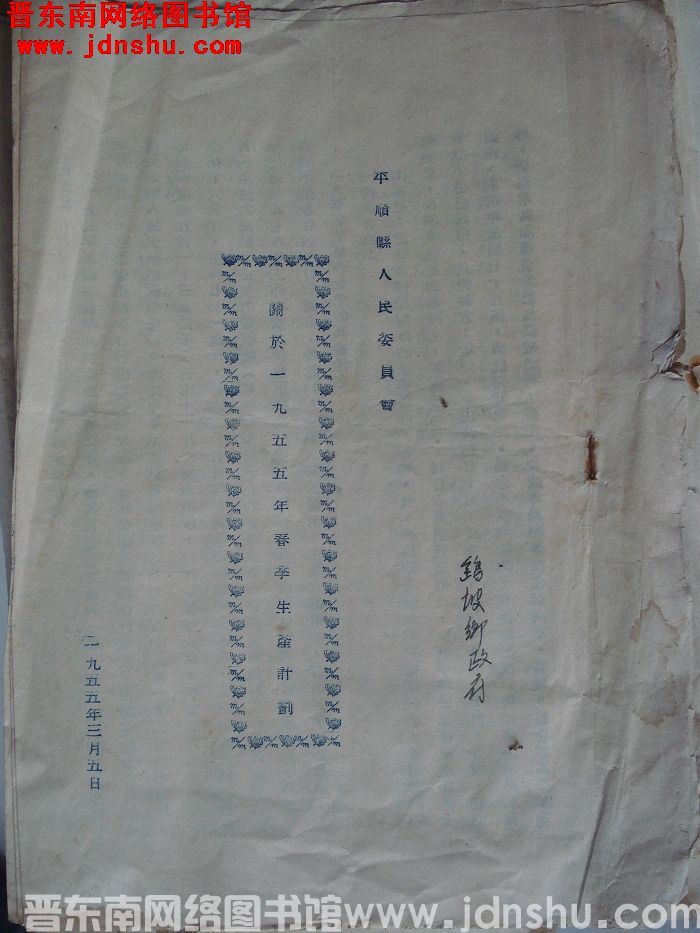 晋东南网络图书馆
www.jdnshu.com
平順縣人民委員會
關於一九五五年春季生產計劃
一九五五年三月五日
坡鄉政府
晋东南网络图书馆www.jdnshu.com